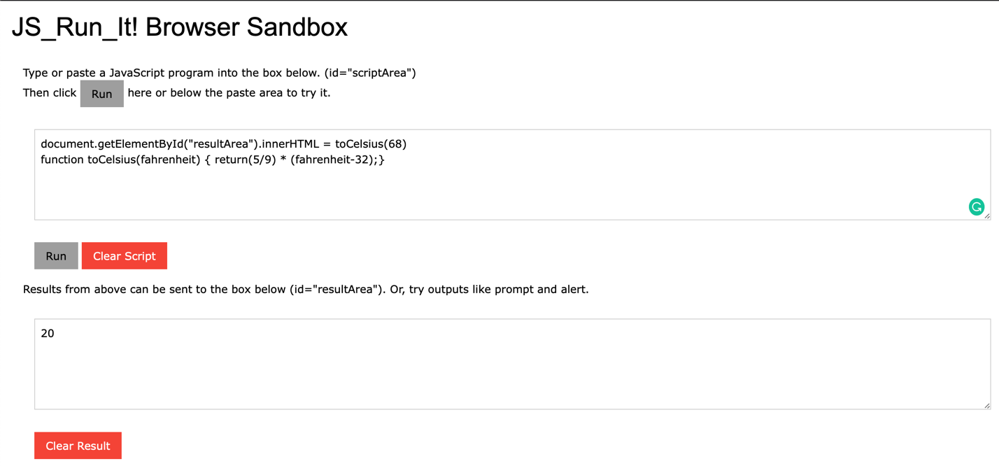 JS_Run_It! Browser Sandbox
Type or paste a JavaScript program into the box below. (id="scriptArea")
Then click Run here or below the paste area to try it.
document.getElementById("resultArea").innerHTML = toCelsius(68)
function toCelsius(fahrenheit) { return(5/9) * (fahrenheit-32);}
Run Clear Script
Results from above can be sent to the box below (id="resultArea"). Or, try outputs like prompt and alert.
20
Clear Result